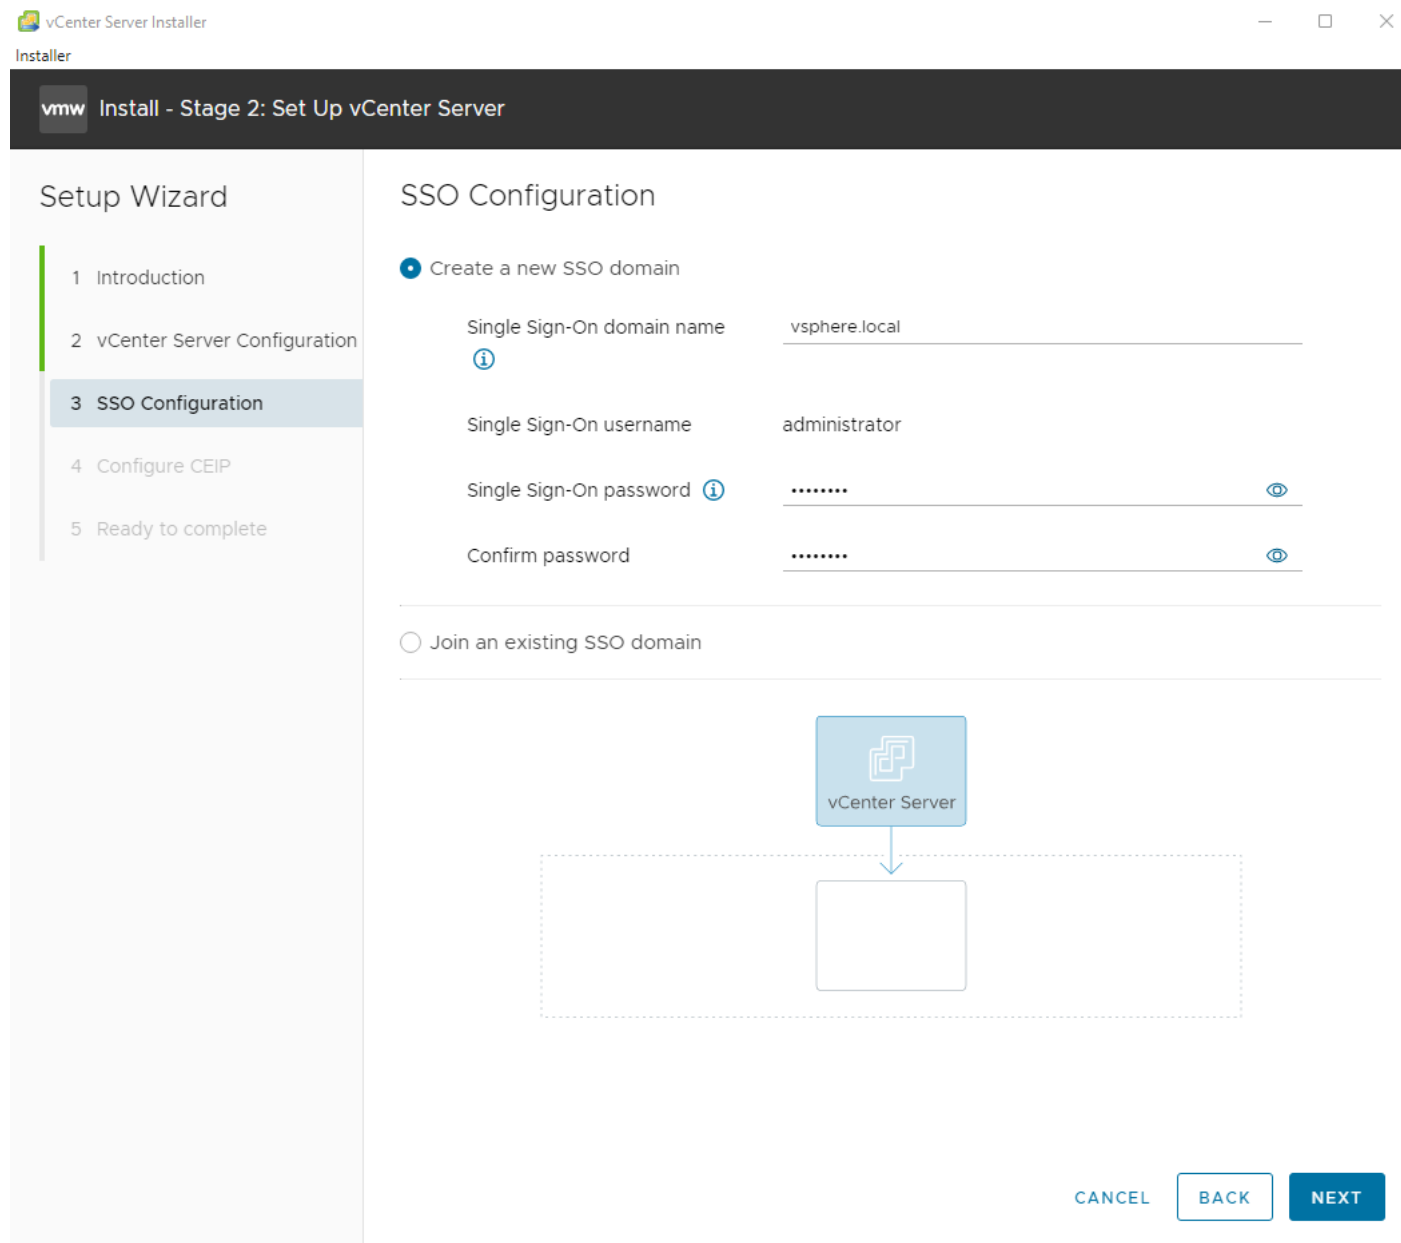 vCenter Server Installer
Installer
vmw Install - Stage 2: Set Up vCenter Server
Setup Wizard
1 Introduction
2 vCenter Server Configuration
3 SSO Configuration
4 Configure CEIP
5 Ready to complete
SSO Configuration
Create a new SSO domain
Single Sign-On domain name vsphere.local
Single Sign-On username administrator
Single Sign-On password ••••••••
Confirm password ••••••••
Join an existing SSO domain
vCenter Server
CANCEL BACK NEXT